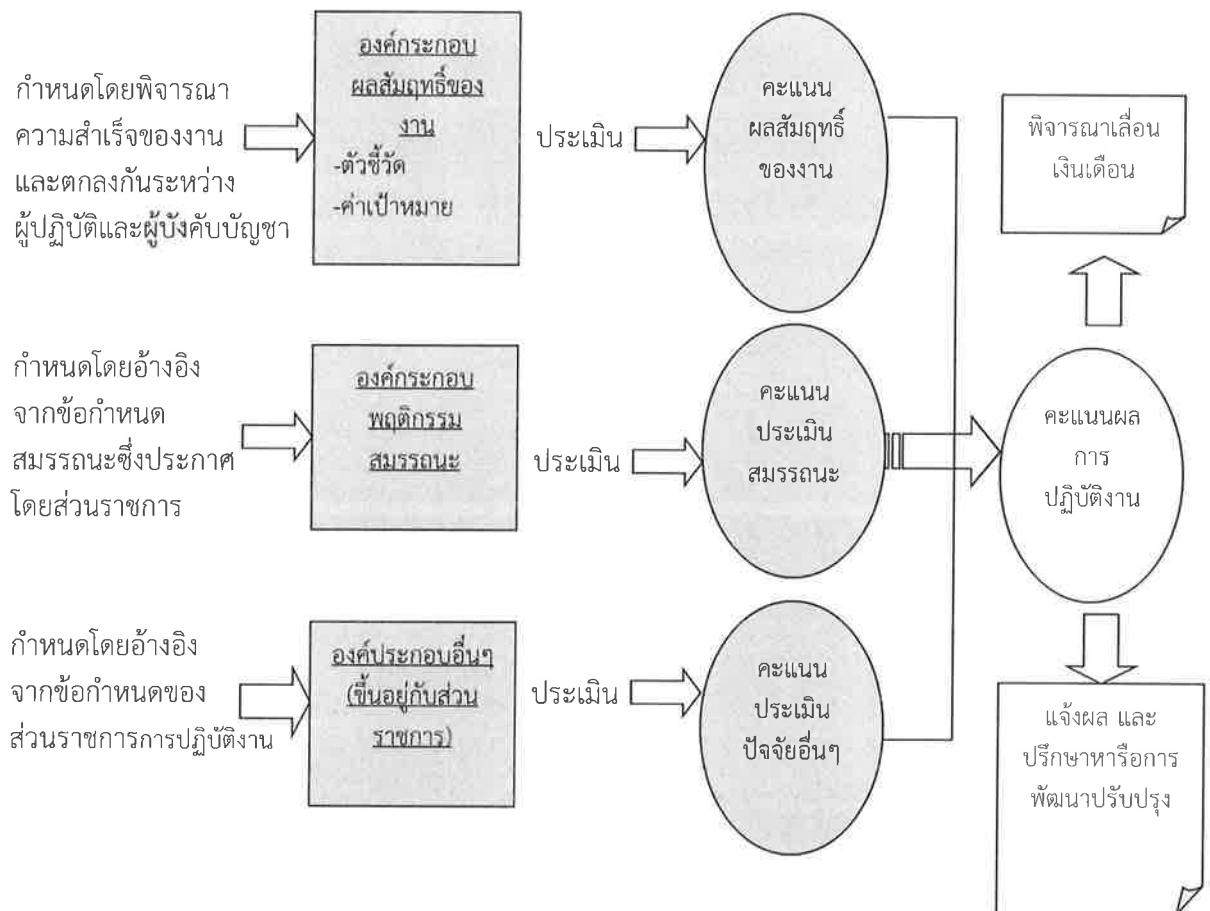 กำหนดโดยพิจารณา
ความสำเร็จของงาน
และตกลงกันระหว่าง
ผู้ปฏิบัติและผู้บังคับบัญชา
องค์กระกอบ
ผลสัมฤทธิ์ของ
งาน
-ตัวชี้วัด
-ค่าเป้าหมาย
ประเมิน
คะแนน
ผลสัมฤทธิ์
ของงาน
พิจารณาเลื่อน
เงินเดือน
กำหนดโดยอ้างอิง
จากข้อกำหนด
สมรรถนะซึ่งประกาศ
โดยส่วนราชการ
องค์กระกอบ
พฤติกรรม
สมรรถนะ
ประเมิน
คะแนน
ประเมิน
สมรรถนะ
คะแนนผล
การ
ปฏิบัติงาน
กำหนดโดยอ้างอิง
จากข้อกำหนดของ
ส่วนราชการการปฏิบัติงาน
องค์ประกอบอื่นๆ
(ขึ้นอยู่กับส่วน
ราชการ)
ประเมิน
คะแนน
ประเมิน
ปัจจัยอื่นๆ
แจ้งผล และ
ปรึกษาหารือการ
พัฒนาปรับปรุง